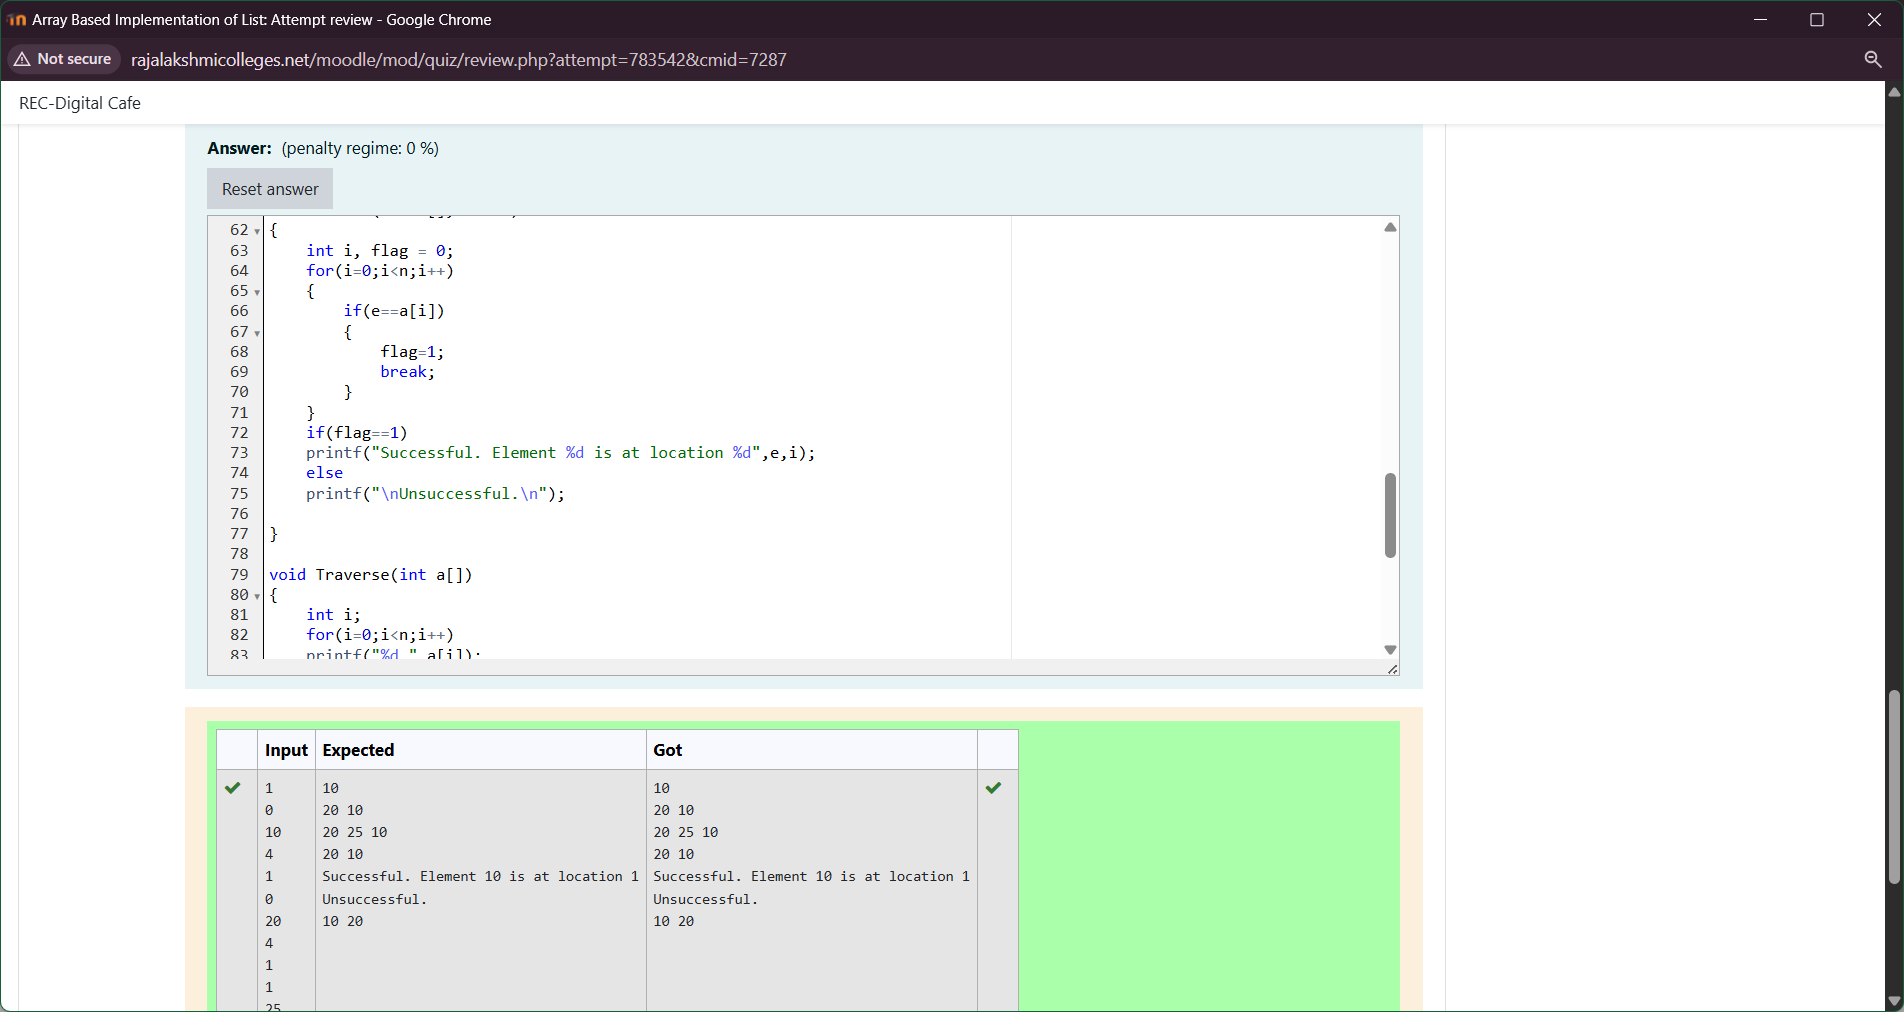 Array Based Implementation of List: Attempt review - Google Chrome
Not secure rajalakshmicolleges.net/moodle/mod/quiz/review.php?attempt=783542&cmid=7287
REC-Digital Cafe
Answer: (penalty regime: 0 %)
Reset answer
62 {
63 int i, flag = 0;
64 for(i=0;i<n;i++)
65 {
66 if(e==a[i])
67 {
68 flag=1;
69 break;
70 }
71 }
72 if(flag==1)
73 printf("Successful. Element %d is at location %d",e,i);
74 else
75 printf("\nUnsuccessful.\n");
76
77 }
78
79 void Traverse(int a[])
80 {
81 int i;
82 for(i=0;i<n;i++)
83 printf("%d ",a[i]);
Input Expected Got
1 10 10
0 20 10 20 10
10 20 25 10 20 25 10
4 20 10 20 10
1 Successful. Element 10 is at location 1 Successful. Element 10 is at location 1
0 Unsuccessful. Unsuccessful.
20 10 20 10 20
4
1
1
25